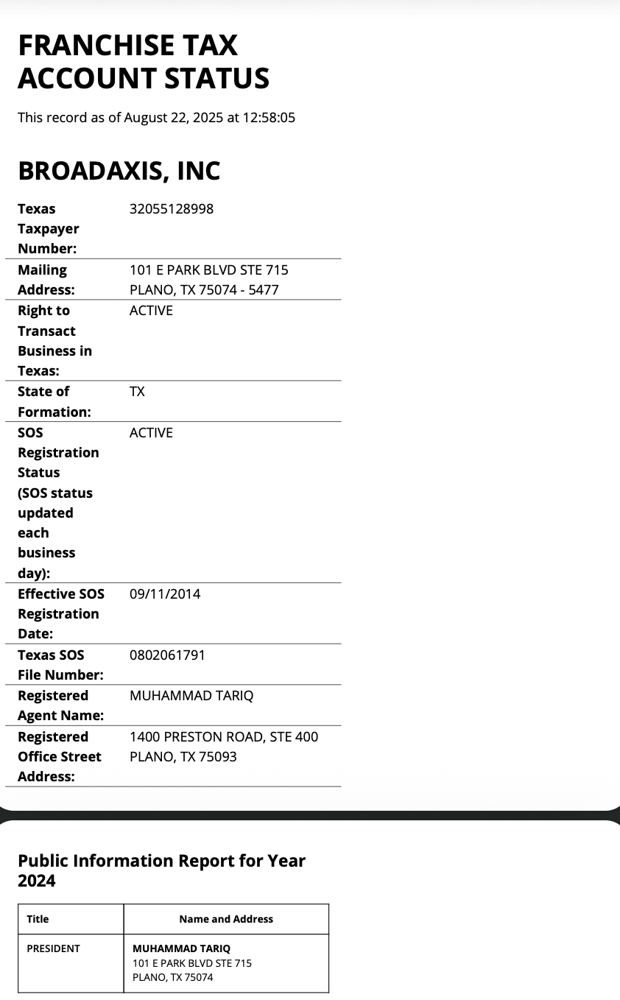 FRANCHISE TAX
ACCOUNT STATUS
This record as of August 22, 2025 at 12:58:05
BROADAXIS, INC
Texas 32055128998
Taxpayer
Number:
Mailing 101 E PARK BLVD STE 715
Address: PLANO, TX 75074 - 5477
Right to ACTIVE
Transact
Business in
Texas:
State of TX
Formation:
SOS ACTIVE
Registration
Status
(SOS status
updated
each
business
day):
Effective SOS 09/11/2014
Registration
Date:
Texas SOS 0802061791
File Number:
Registered MUHAMMAD TARIQ
Agent Name:
Registered 1400 PRESTON ROAD, STE 400
Office Street PLANO, TX 75093
Address:
Public Information Report for Year
2024
Title Name and Address
PRESIDENT MUHAMMAD TARIQ
101 E PARK BLVD STE 715
PLANO, TX 75074